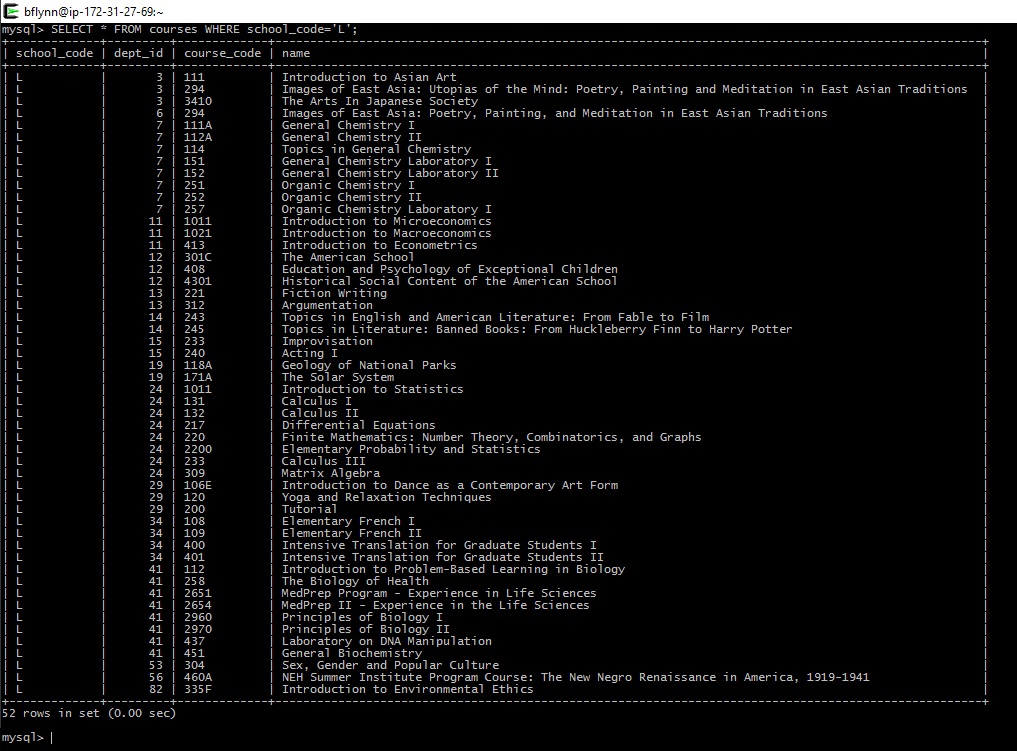 bflynn@ip-172-31-27-69:~
mysql> SELECT * FROM courses WHERE school_code='L';
+-------------+---------+-------------+------------------------------------------------------------------------------------------------------+
| school_code | dept_id | course_code | name |
+-------------+---------+-------------+------------------------------------------------------------------------------------------------------+
| L | 3 | 111 | Introduction to Asian Art |
| L | 3 | 294 | Images of East Asia: Utopias of the Mind: Poetry, Painting and Meditation in East Asian Traditions |
| L | 3 | 3410 | The Arts In Japanese Society |
| L | 6 | 294 | Images of East Asia: Poetry, Painting, and Meditation in East Asian Traditions |
| L | 7 | 111A | General Chemistry I |
| L | 7 | 112A | General Chemistry II |
| L | 7 | 114 | Topics in General Chemistry |
| L | 7 | 151 | General Chemistry Laboratory I |
| L | 7 | 152 | General Chemistry Laboratory II |
| L | 7 | 251 | Organic Chemistry I |
| L | 7 | 252 | Organic Chemistry II |
| L | 7 | 257 | Organic Chemistry Laboratory I |
| L | 11 | 1011 | Introduction to Microeconomics |
| L | 11 | 1021 | Introduction to Macroeconomics |
| L | 11 | 413 | Introduction to Econometrics |
| L | 12 | 301C | The American School |
| L | 12 | 408 | Education and Psychology of Exceptional Children |
| L | 12 | 4301 | Historical Social Content of the American School |
| L | 13 | 221 | Fiction Writing |
| L | 13 | 312 | Argumentation |
| L | 14 | 243 | Topics in English and American Literature: From Fable to Film |
| L | 14 | 245 | Topics in Literature: Banned Books: From Huckleberry Finn to Harry Potter |
| L | 15 | 233 | Improvisation |
| L | 15 | 240 | Acting I |
| L | 19 | 118A | Geology of National Parks |
| L | 19 | 171A | The Solar System |
| L | 24 | 1011 | Introduction to Statistics |
| L | 24 | 131 | Calculus I |
| L | 24 | 132 | Calculus II |
| L | 24 | 217 | Differential Equations |
| L | 24 | 220 | Finite Mathematics: Number Theory, Combinatorics, and Graphs |
| L | 24 | 2200 | Elementary Probability and Statistics |
| L | 24 | 233 | Calculus III |
| L | 24 | 309 | Matrix Algebra |
| L | 29 | 106E | Introduction to Dance as a Contemporary Art Form |
| L | 29 | 120 | Yoga and Relaxation Techniques |
| L | 29 | 200 | Tutorial |
| L | 34 | 108 | Elementary French I |
| L | 34 | 109 | Elementary French II |
| L | 34 | 400 | Intensive Translation for Graduate Students I |
| L | 34 | 401 | Intensive Translation for Graduate Students II |
| L | 41 | 112 | Introduction to Problem-Based Learning in Biology |
| L | 41 | 258 | The Biology of Health |
| L | 41 | 2651 | MedPrep Program - Experience in Life Sciences |
| L | 41 | 2654 | MedPrep II - Experience in the Life Sciences |
| L | 41 | 2960 | Principles of Biology I |
| L | 41 | 2970 | Principles of Biology II |
| L | 41 | 437 | Laboratory on DNA Manipulation |
| L | 41 | 451 | General Biochemistry |
| L | 53 | 304 | Sex, Gender and Popular Culture |
| L | 56 | 460A | NEH Summer Institute Program Course: The New Negro Renaissance in America, 1919-1941 |
| L | 82 | 335F | Introduction to Environmental Ethics |
+-------------+---------+-------------+------------------------------------------------------------------------------------------------------+
52 rows in set (0.00 sec)
mysql>